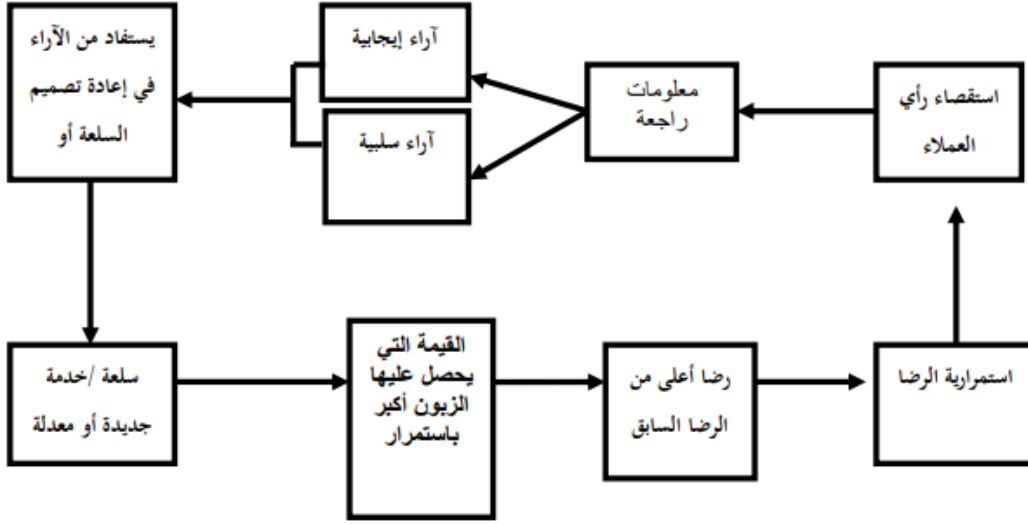 استقصاء رأي
العملاء
معلومات
راجعة
آراء إيجابية
آراء سلبية
يستفاد من الآراء
في إعادة تصميم
السلعة أو
سلعة /خدمة
جديدة أو معدلة
القيمة التي
يحصل عليها
الزبون أكبر
باستمرار
رضا أعلى من
الرضا السابق
استمرارية الرضا